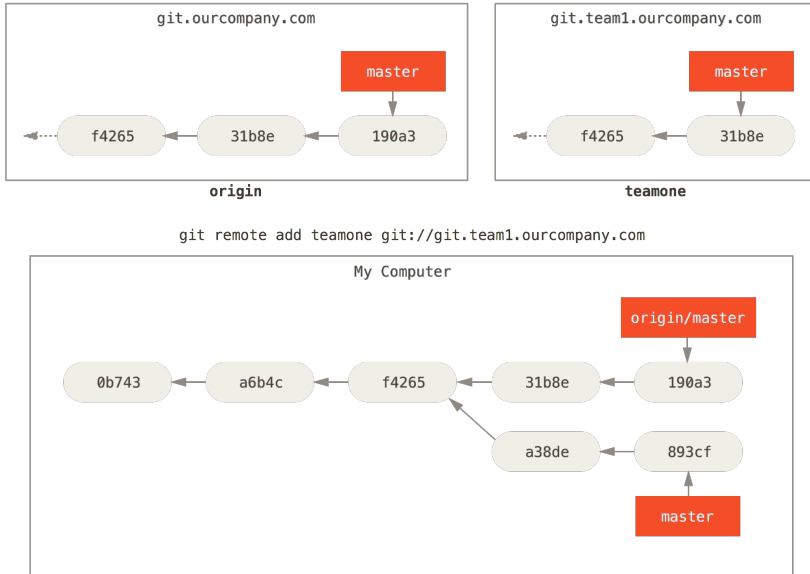 git.ourcompany.com
master
f4265
31b8e
190a3
origin
git.team1.ourcompany.com
master
f4265
31b8e
teamone
git remote add teamone git://git.team1.ourcompany.com
My Computer
origin/master
0b743
a6b4c
f4265
31b8e
190a3
a38de
893cf
master